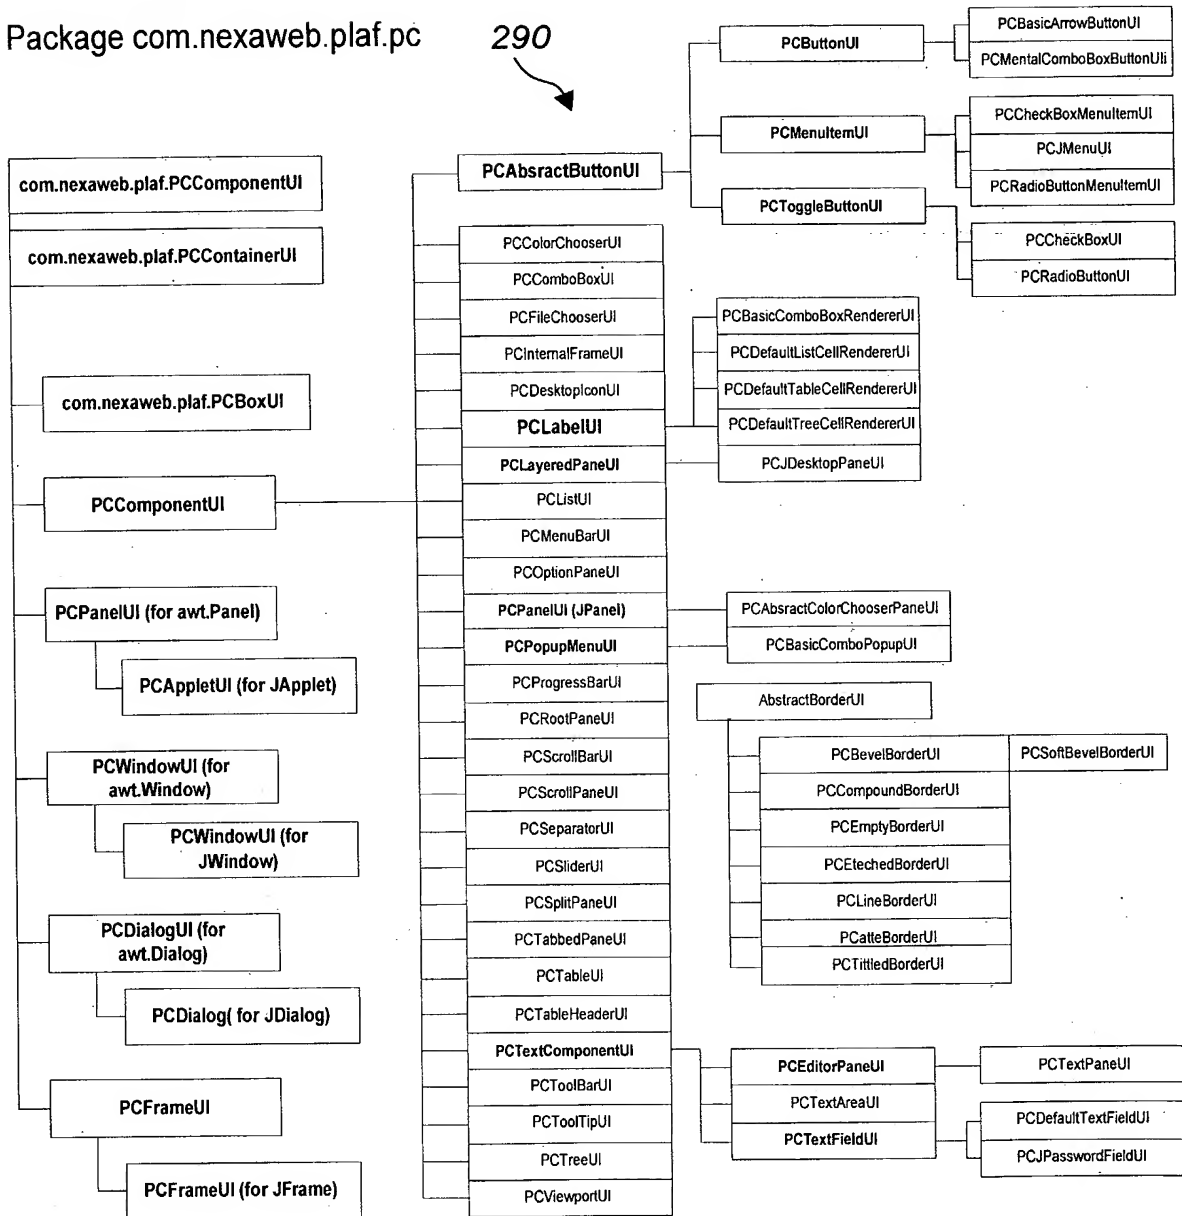 Package com.nexaweb.plaf.pc
290
com.nexaweb.plaf.PCComponentUI
com.nexaweb.plaf.PCContainerUI
com.nexaweb.plaf.PCBoxUI
PCComponentUI
PCPanelUI (for awt.Panel)
PCAppletUI (for JApplet)
PCWindowUI (for
awt.Window)
PCWindowUI (for
JWindow)
PCDialogUI (for
awt.Dialog)
PCDialog( for JDialog)
PCFrameUI
PCFrameUI (for JFrame)
PCAbsractButtonUI
PCColorChooserUI
PCComboBoxUI
PCFileChooserUI
PCInternalFrameUI
PCDesktopIconUI
PCLabelUI
PCLayeredPaneUI
PCListUI
PCMenuBarUI
PCOptionPaneUI
PCPanelUI (JPanel)
PCPopupMenuUI
PCProgressBarUI
PCRootPaneUI
PCScrollBarUI
PCScrollPaneUI
PCSeparatorUI
PCSliderUI
PCSplitPaneUI
PCTabbedPaneUI
PCTableUI
PCTableHeaderUI
PCTextComponentUI
PCToolBarUI
PCToolTipUI
PCTreeUI
PCViewportUI
PCButtonUI
PCBasicArrowButtonUI
PCMentalComboBoxButtonUIi
PCMenuItemUI
PCCheckBoxMenuItemUI
PCJMenuUI
PCRadioButtonMenuItemUI
PCToggleButtonUI
PCCheckBoxUI
PCRadioButtonUI
PCBasicComboBoxRendererUI
PCDefaultListCellRendererUI
PCDefaultTableCellRendererUI
PCDefaultTreeCellRendererUI
PCJDesktopPaneUI
PCAbsractColorChooserPaneUI
PCBasicComboPopupUI
AbstractBorderUI
PCBevelBorderUI
PCSoftBevelBorderUI
PCCompoundBorderUI
PCEmptyBorderUI
PCEtechedBorderUI
PCLineBorderUI
PCatteBorderUI
PCTittledBorderUI
PCEditorPaneUI
PCTextPaneUI
PCTextAreaUI
PCTextFieldUI
PCDefaultTextFieldUI
PCJPasswordFieldUI